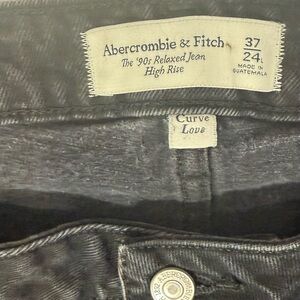 Abercrombie & Fitch
The '90s Relaxed Jean
High Rise
37
24L
MADE IN
GUATEMALA
Curve
Love